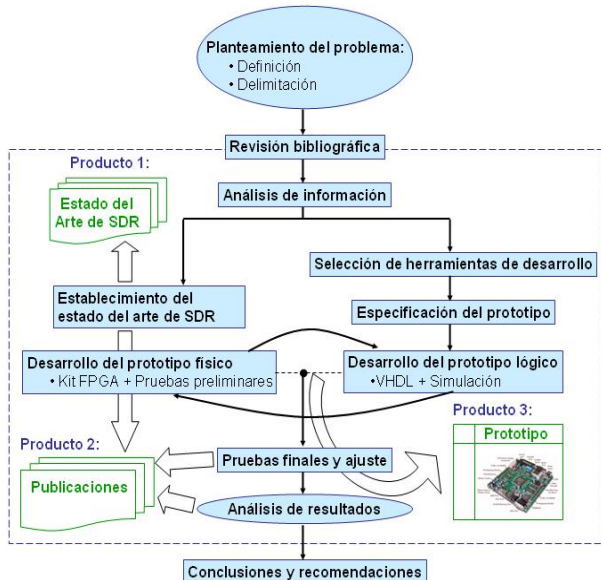 Planteamiento del problema:
• Definición
• Delimitación
Revisión bibliográfica
Producto 1:
Estado del
Arte de SDR
Análisis de información
Selección de herramientas de desarrollo
Establecimiento del
estado del arte de SDR
Especificación del prototipo
Desarrollo del prototipo físico
• Kit FPGA + Pruebas preliminares
Desarrollo del prototipo lógico
•VHDL + Simulación
Producto 2:
Publicaciones
Producto 3:
Prototipo
Pruebas finales y ajuste
Análisis de resultados
Conclusiones y recomendaciones